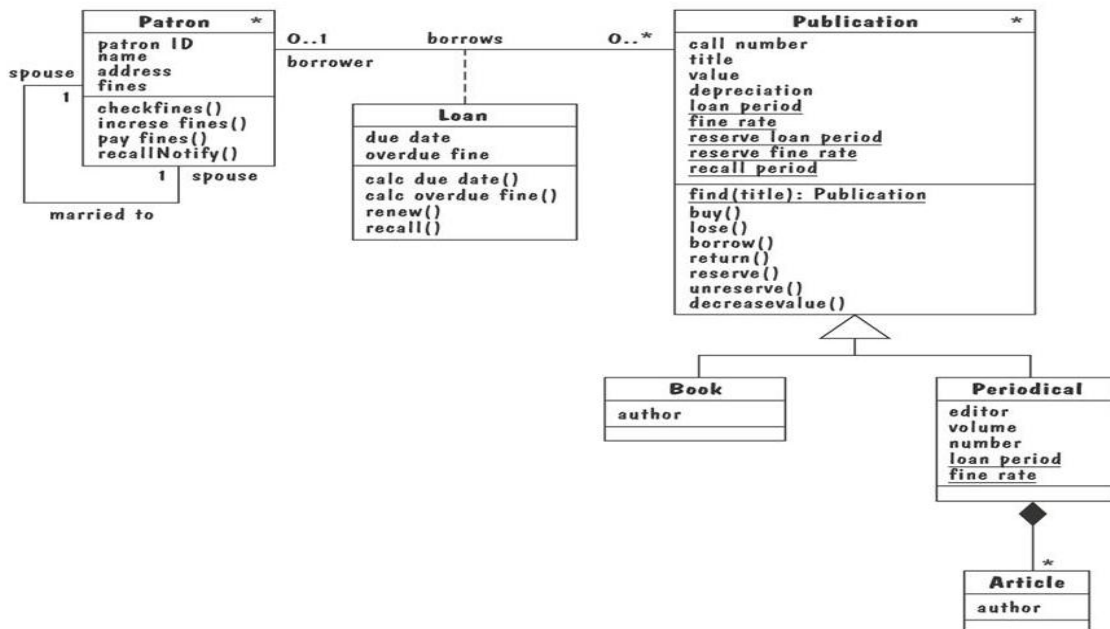 Patron *
patron ID
name
address
fines
checkfines()
increse fines()
pay fines()
recallNotify()
spouse
1
1 spouse
married to
0..1 borrows 0..*
borrower
Loan
due date
overdue fine
calc due date()
calc overdue fine()
renew()
recall()
Publication *
call number
title
value
depreciation
loan period
fine rate
reserve loan period
reserve fine rate
recall period
find(title): Publication
buy()
lose()
borrow()
return()
reserve()
unreserve()
decreasevalue()
Book
author
Periodical
editor
volume
number
loan period
fine rate
*
Article
author